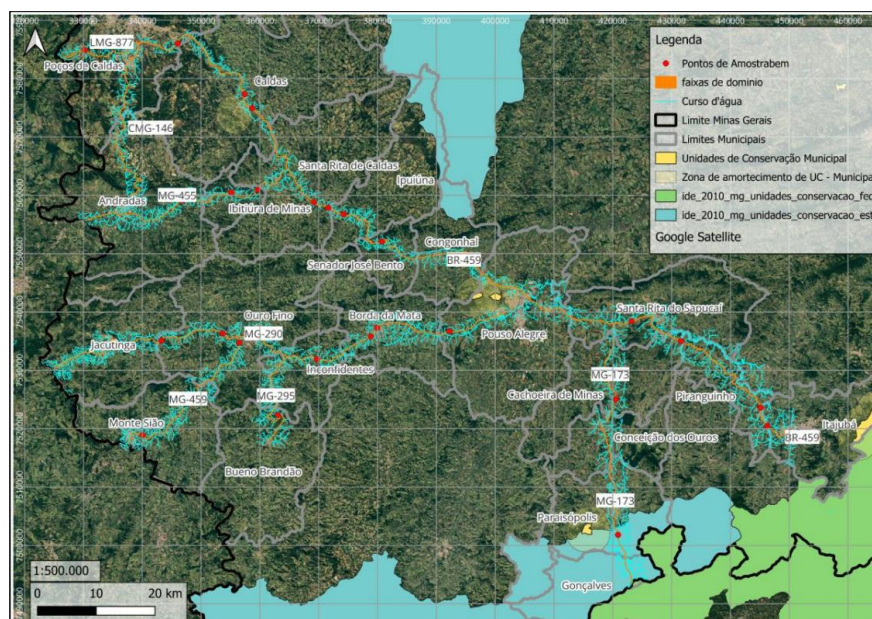 330000 340000 350000 360000 370000 380000 390000 400000 410000 420000 430000 440000 450000 460000
Legenda
Pontos de Amostrabem
faixas de dominio
Curso d'água
Limite Minas Gerais
Limites Municipais
Unidades de Conservação Municipal
Zona de amortecimento de UC - Municipa
ide_2010_mg_unidades_conservacao_fed
ide_2010_mg_unidades_conservacao_est
Google Satellite
LMG-877
Poços de Caldas
Caldas
CMG-146
Santa Rita de Caldas
Ipuiúna
MG-455
Andradas
Ibitiúra de Minas
Congonhal
Senador José Bento
BR-459
Ouro Fino
Borda da Mata
Santa Rita do Sapucaí
MG-290
Pouso Alegre
Jacutinga
Inconfidentes
MG-173
MG-459
MG-295
Cachoeira de Minas
Piranguinho
Monte Sião
Itajubá
Conceição dos Ouros
BR-459
Bueno Brandão
MG-173
Paraisópolis
Gonçalves
1:500.000
0 10 20 km